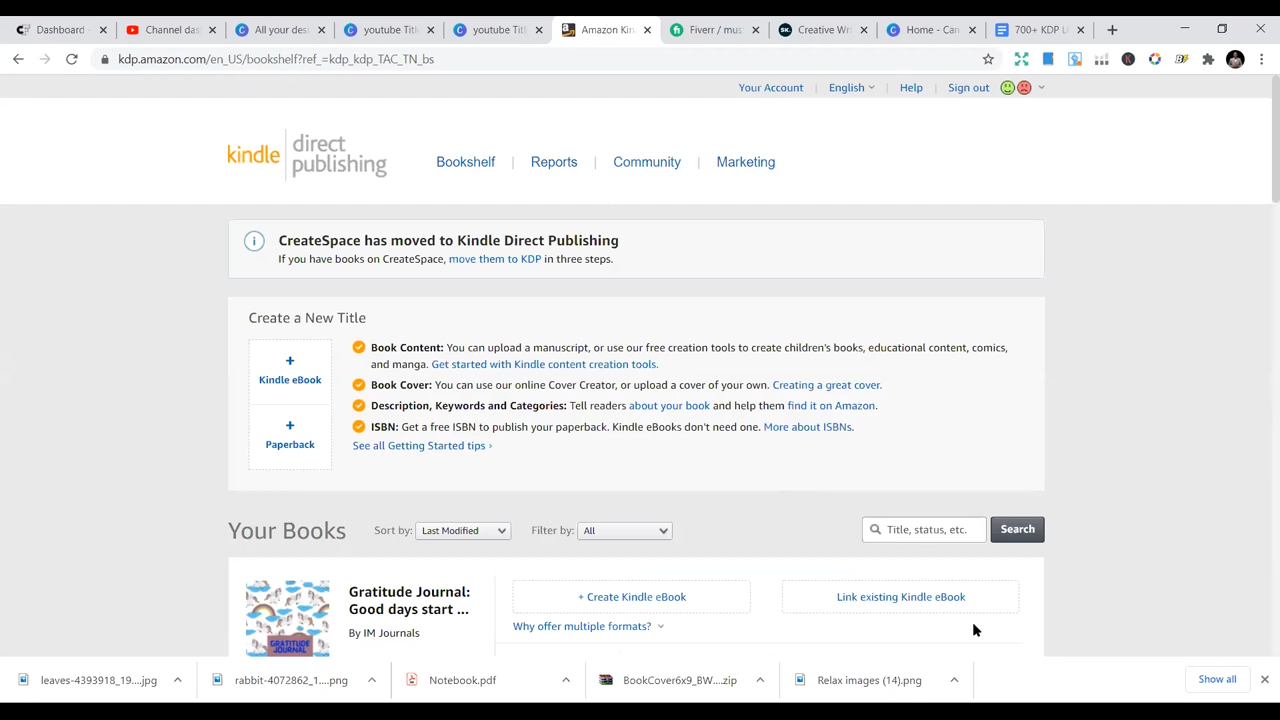 Dashboard -
Channel das
All your de
youtube Titl
youtube Titl
Amazon Kin
Fiverr / mus
Creative Wri
Home - Can
700+ KDP
kdp.amazon.com/en_US/bookshelf?ref_=kdp_kdp_TAC_TN_bs
Your Account
English
Help
Sign out
kindle direct publishing
Bookshelf
Reports
Community
Marketing
CreateSpace has moved to Kindle Direct Publishing
If you have books on CreateSpace, move them to KDP in three steps.
Create a New Title
+
Kindle eBook
+
Paperback
Book Content: You can upload a manuscript, or use our free creation tools to create children's books, educational content, comics,
and manga. Get started with Kindle content creation tools.
Book Cover: You can use our online Cover Creator, or upload a cover of your own. Creating a great cover.
Description, Keywords and Categories: Tell readers about your book and help them find it on Amazon.
ISBN: Get a free ISBN to publish your paperback. Kindle eBooks don't need one. More about ISBNs.
See all Getting Started tips ›
Your Books
Sort by: Last Modified
Filter by: All
Title, status, etc.
Search
GRATITUDE
JOURNAL
Gratitude Journal:
Good days start ...
By IM Journals
+ Create Kindle eBook
Link existing Kindle eBook
Why offer multiple formats?
leaves-4393918_19....jpg
rabbit-4072862_1....png
Notebook.pdf
BookCover6x9_BW....zip
Relax images (14).png
Show all